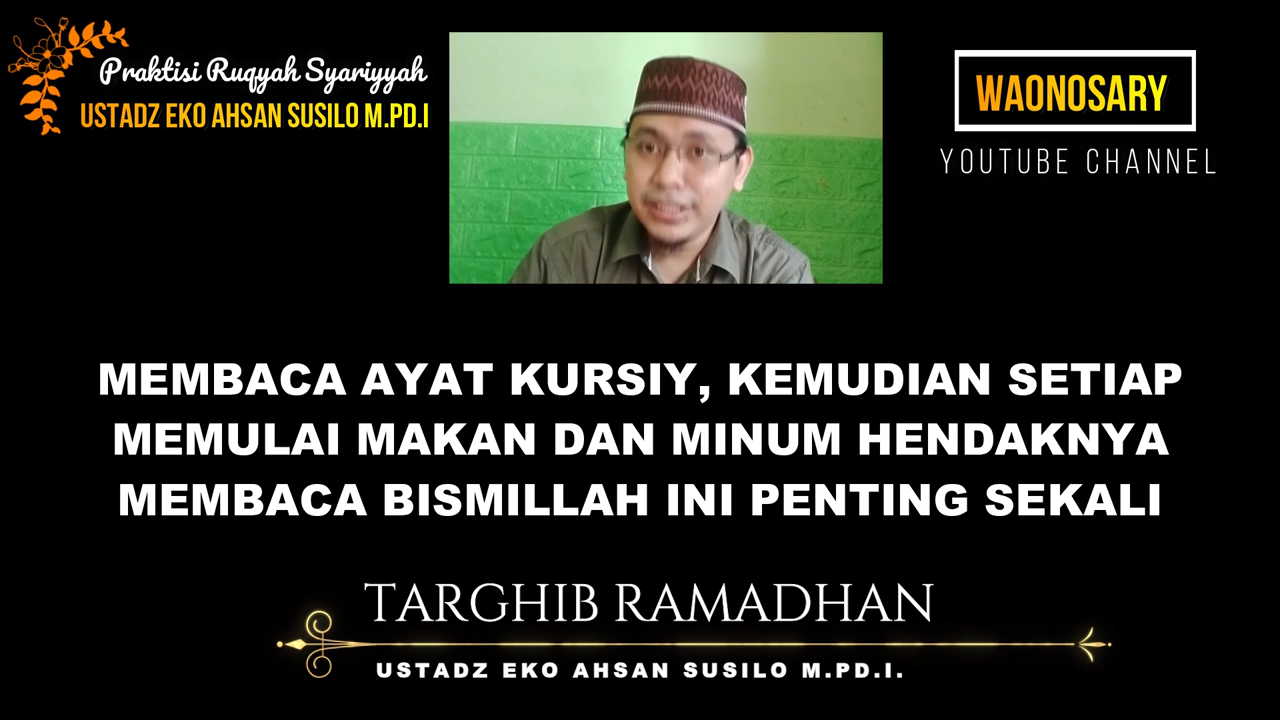 Praktisi Ruqyah Syariyyah
USTADZ EKO AHSAN SUSILO M.PD.I
WAONOSARY
YOUTUBE CHANNEL
MEMBACA AYAT KURSIY, KEMUDIAN SETIAP
MEMULAI MAKAN DAN MINUM HENDAKNYA
MEMBACA BISMILLAH INI PENTING SEKALI
TARGHIB RAMADHAN
USTADZ EKO AHSAN SUSILO M.PD.I.